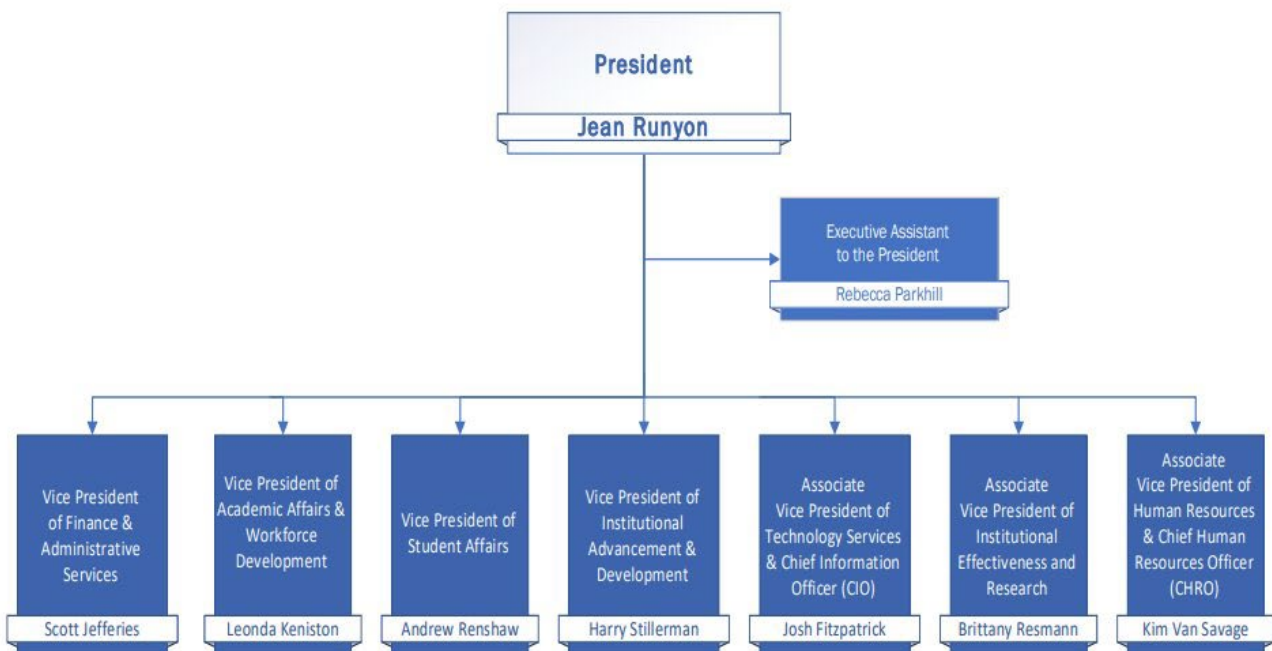 President
Jean Runyon
Executive Assistant
to the President
Rebecca Parkhill
Vice President
of Finance &
Administrative
Services
Scott Jefferies
Vice President of
Academic Affairs &
Workforce
Development
Leonda Keniston
Vice President of
Student Affairs
Andrew Renshaw
Vice President of
Institutional
Advancement &
Development
Harry Stillerman
Associate
Vice President of
Technology Services
& Chief Information
Officer (CIO)
Josh Fitzpatrick
Associate
Vice President of
Institutional
Effectiveness and
Research
Brittany Resmann
Associate
Vice President of
Human Resources
& Chief Human
Resources Officer
(CHRO)
Kim Van Savage